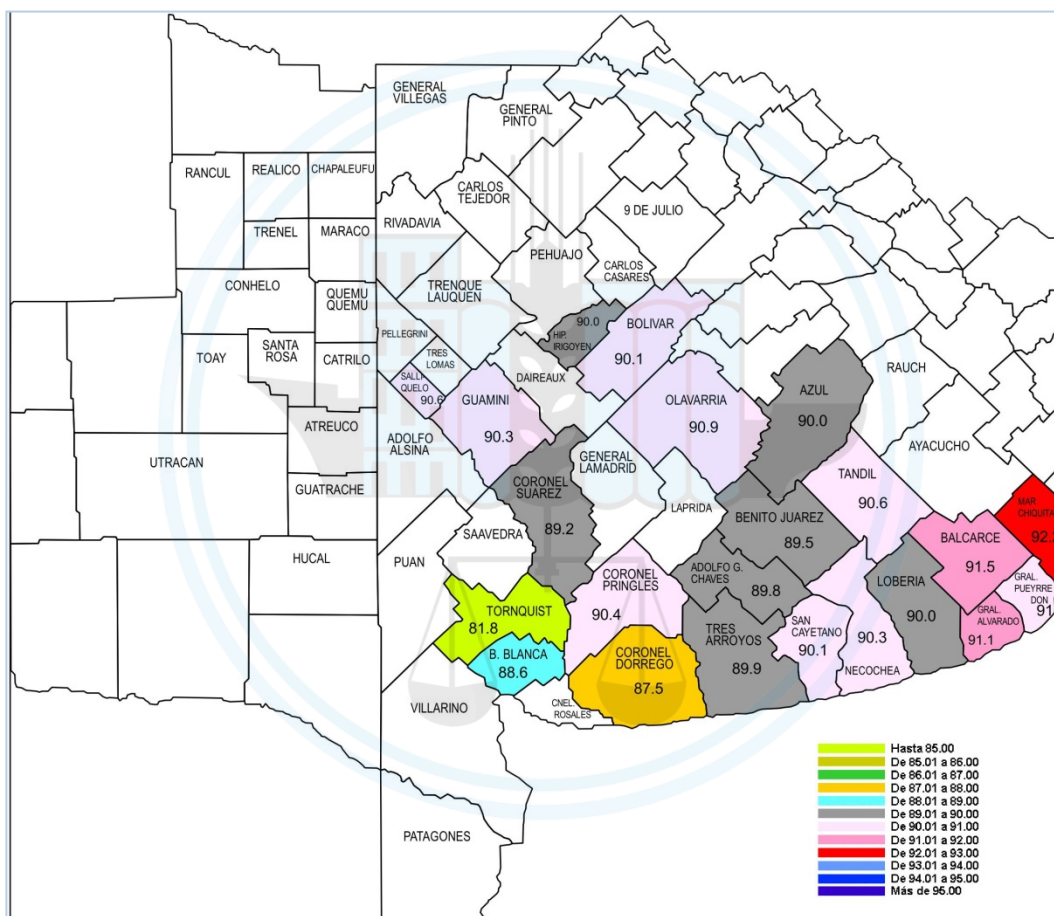 GENERAL
VILLEGAS
GENERAL
PINTO
RANCUL
REALICO
CHAPALEUFU
CARLOS
TEJEDOR
9 DE JULIO
RIVADAVIA
TRENEL
MARACO
PEHUAJO
CARLOS
CASARES
CONHELO
QUEMU
QUEMU
TRENQUE
LAUQUEN
90.0
HIP.
IRIGOYEN
BOLIVAR
90.1
PELLEGRINI
TOAY
SANTA
ROSA
CATRILO
TRES
LOMAS
DAIREAUX
RAUCH
SALLI
QUELO
90.6
GUAMINI
90.3
OLAVARRIA
90.9
AZUL
90.0
ATREUCO
ADOLFO
ALSINA
AYACUCHO
UTRACAN
GENERAL
LAMADRID
CORONEL
SUAREZ
89.2
TANDIL
90.6
GUATRACHE
LAPRIDA
BENITO JUAREZ
89.5
MAR
CHIQUITA
92.
HUCAL
PUAN
SAAVEDRA
BALCARCE
91.5
CORONEL
PRINGLES
90.4
ADOLFO G.
CHAVES
89.8
LOBERIA
90.0
GRAL.
PUEYRRE
DON
91.
TORNQUIST
81.8
TRES
ARROYOS
89.9
SAN
CAYETANO
90.1
90.3
NECOCHEA
GRAL.
ALVARADO
91.1
B. BLANCA
88.6
CORONEL
DORREGO
87.5
VILLARINO
CNEL.
ROSALES
PATAGONES
Hasta 85.00
De 85.01 a 86.00
De 86.01 a 87.00
De 87.01 a 88.00
De 88.01 a 89.00
De 89.01 a 90.00
De 90.01 a 91.00
De 91.01 a 92.00
De 92.01 a 93.00
De 93.01 a 94.00
De 94.01 a 95.00
Más de 95.00